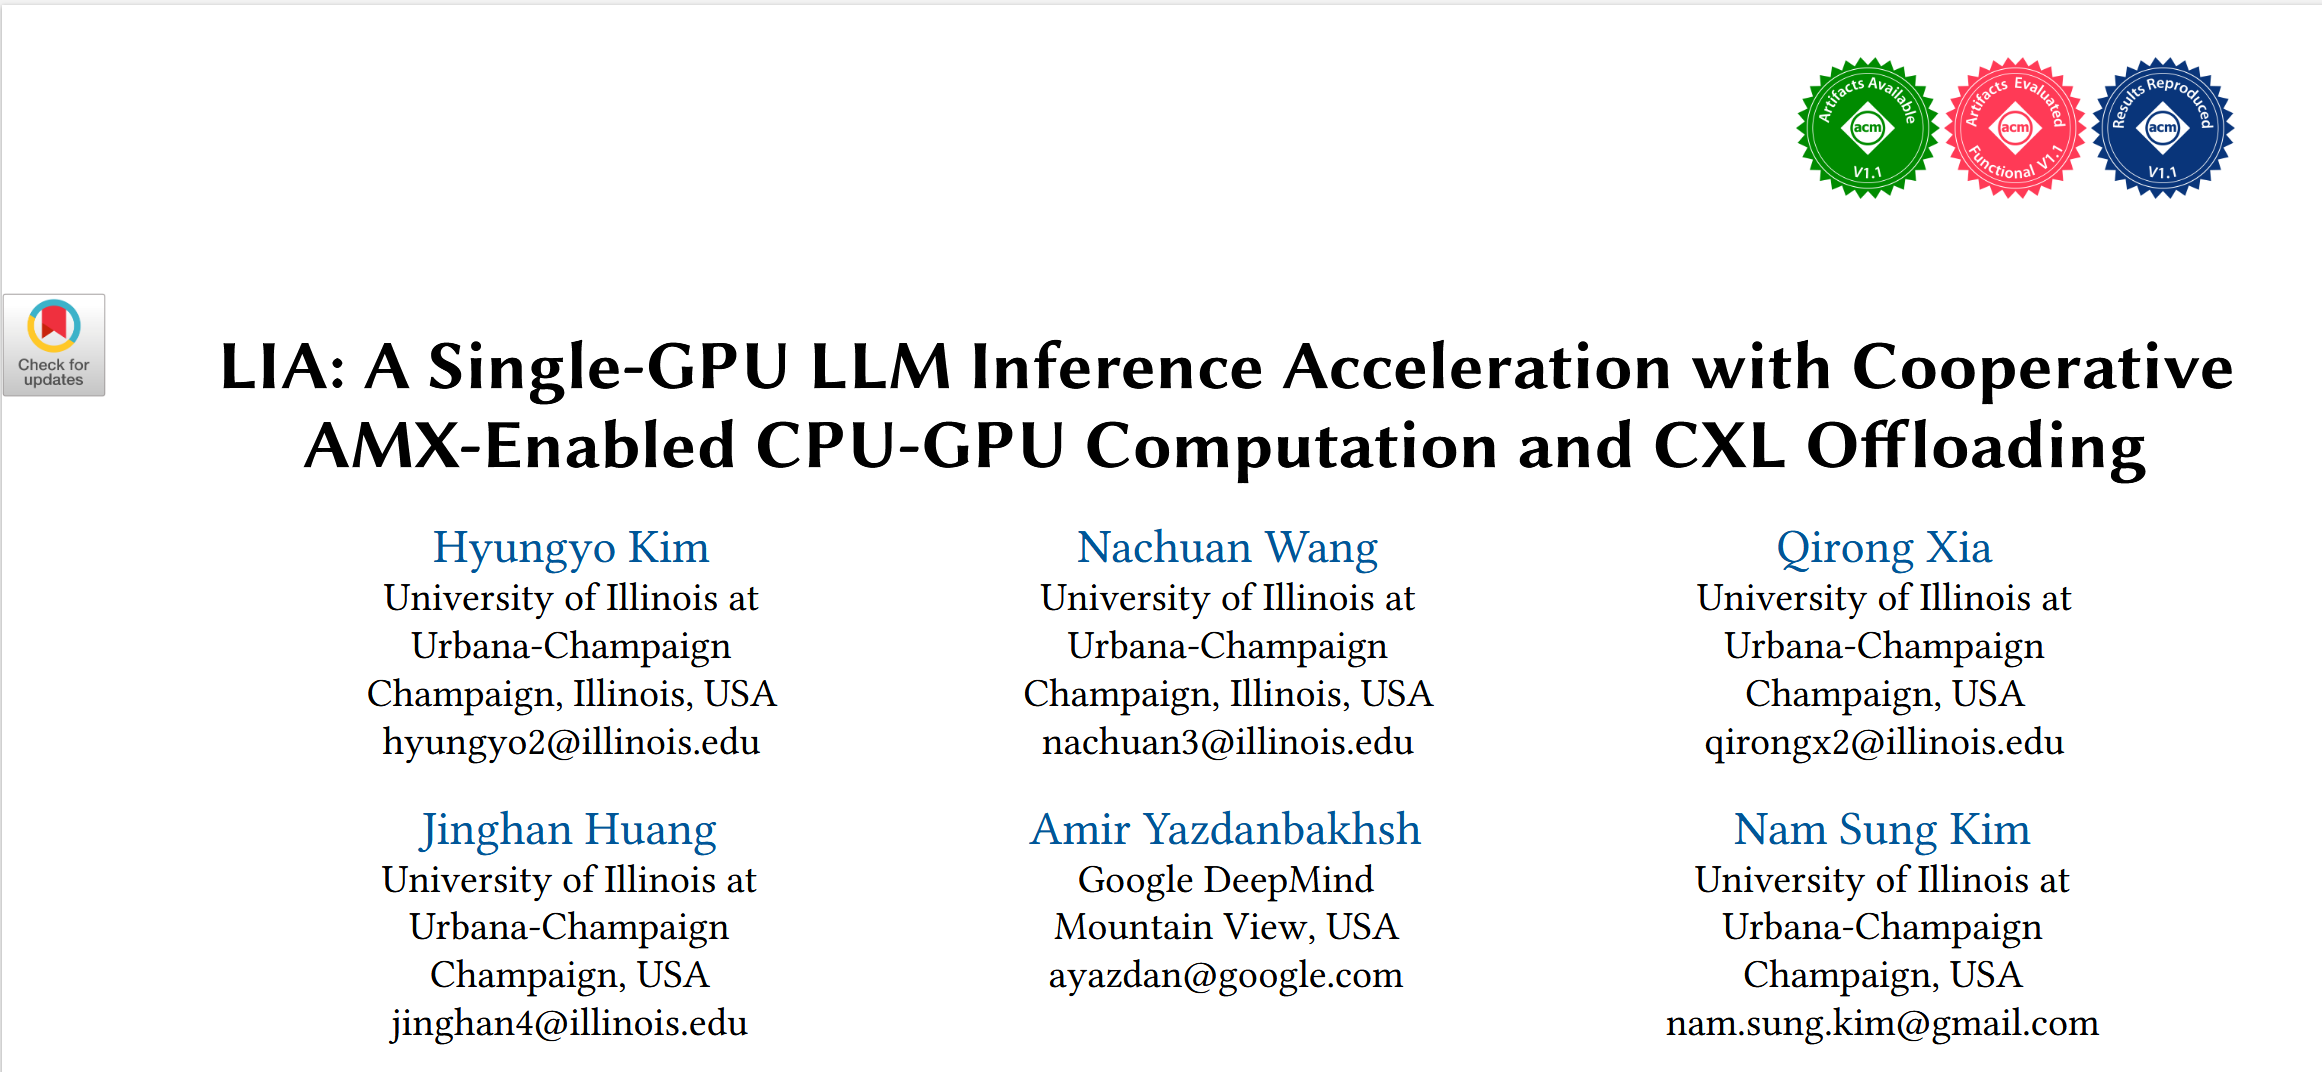 Artifacts Available
acm
V1.1
Artifacts Evaluated
acm
Functional V1.1
Results Reproduced
acm
V1.1
Check for
updates
LIA: A Single-GPU LLM Inference Acceleration with Cooperative
AMX-Enabled CPU-GPU Computation and CXL Offloading
Hyungyo Kim
University of Illinois at
Urbana-Champaign
Champaign, Illinois, USA
hyungyo2@illinois.edu
Nachuan Wang
University of Illinois at
Urbana-Champaign
Champaign, Illinois, USA
nachuan3@illinois.edu
Qirong Xia
University of Illinois at
Urbana-Champaign
Champaign, USA
qirongx2@illinois.edu
Jinghan Huang
University of Illinois at
Urbana-Champaign
Champaign, USA
jinghan4@illinois.edu
Amir Yazdanbakhsh
Google DeepMind
Mountain View, USA
ayazdan@google.com
Nam Sung Kim
University of Illinois at
Urbana-Champaign
Champaign, USA
nam.sung.kim@gmail.com